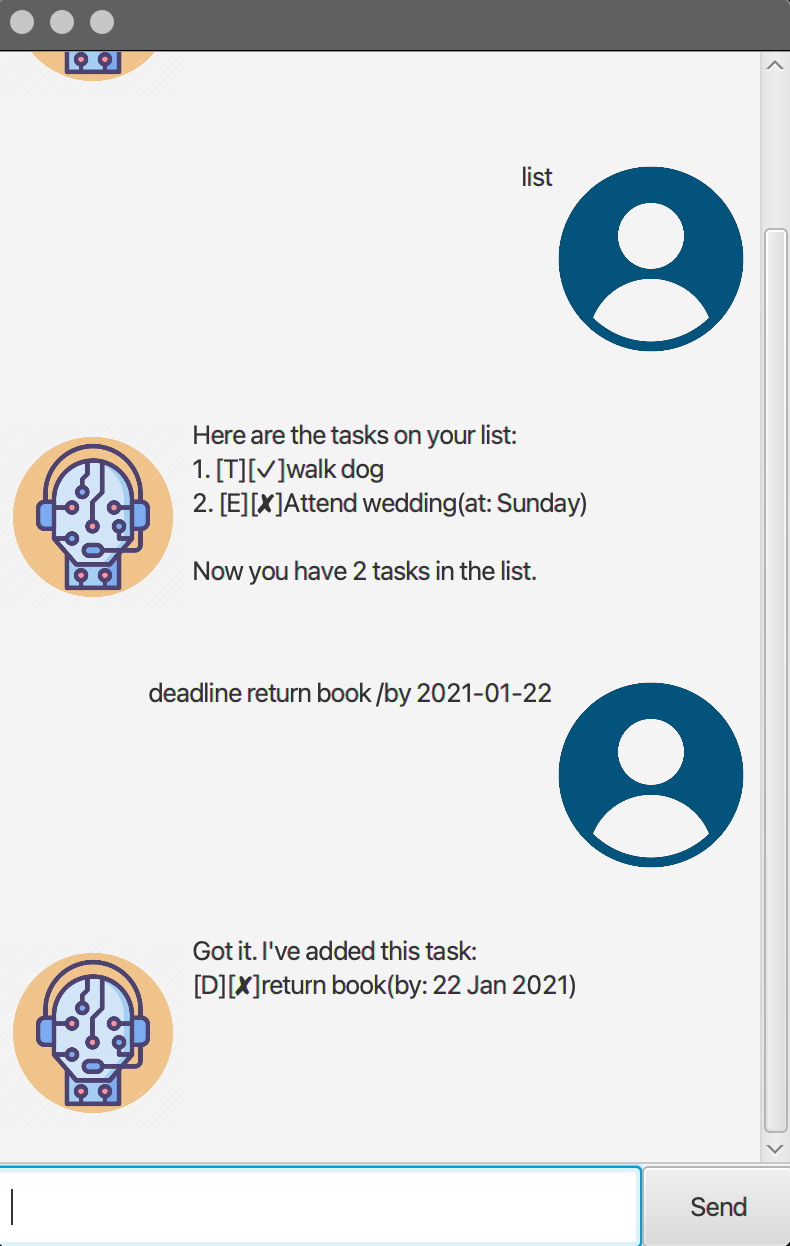 list
Here are the tasks on your list:
1. [T][✓]walk dog
2. [E][✘]Attend wedding(at: Sunday)
Now you have 2 tasks in the list.
deadline return book /by 2021-01-22
Got it. I've added this task:
[D][✘]return book(by: 22 Jan 2021)
Send